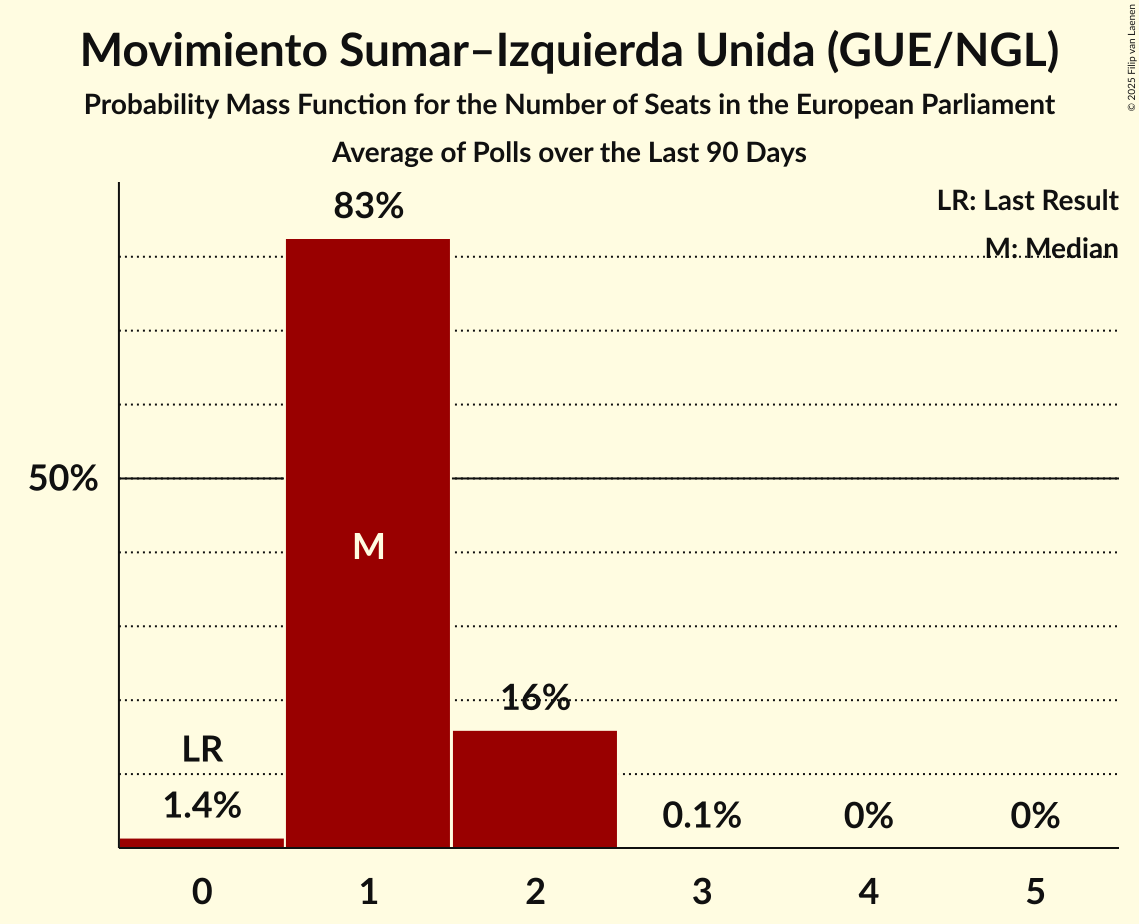 Movimiento Sumar–Izquierda Unida (GUE/NGL)
Probability Mass Function for the Number of Seats in the European Parliament
Average of Polls over the Last 90 Days
© 2025 Filip van Laenen
LR: Last Result
M: Median
83%
50%
M
16%
LR
1.4%
0.1%
0%
0%
0 1 2 3 4 5